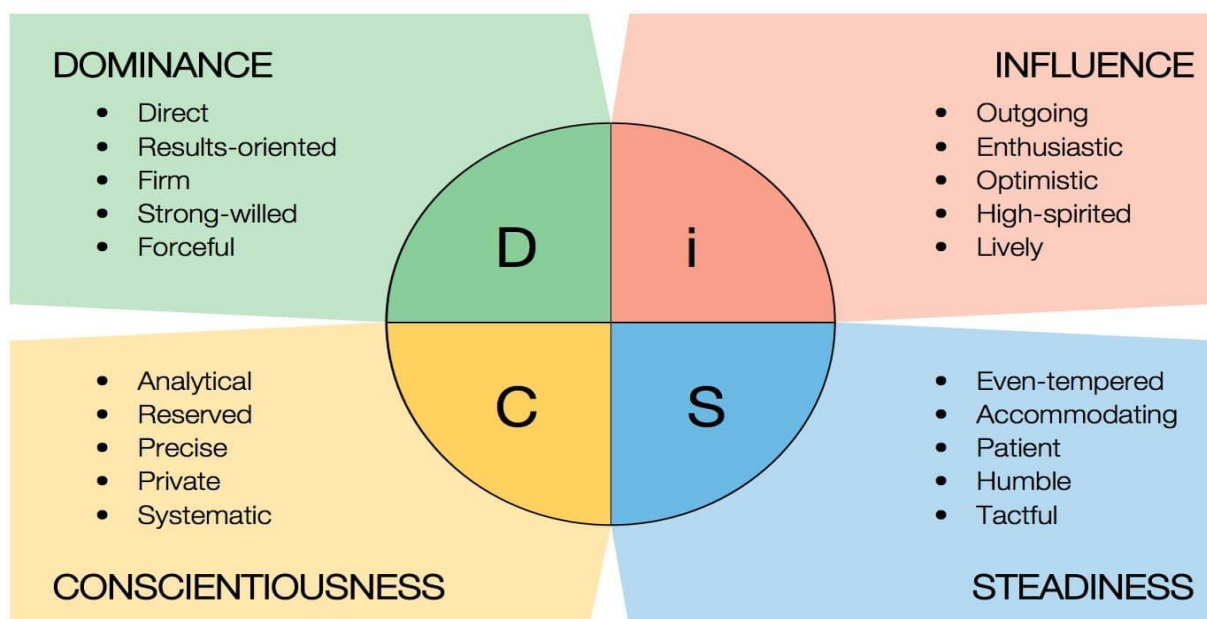 DOMINANCE
• Direct
• Results-oriented
• Firm
• Strong-willed
• Forceful
INFLUENCE
• Outgoing
• Enthusiastic
• Optimistic
• High-spirited
• Lively
D
i
C
S
• Analytical
• Reserved
• Precise
• Private
• Systematic
CONSCIENTIOUSNESS
• Even-tempered
• Accommodating
• Patient
• Humble
• Tactful
STEADINESS